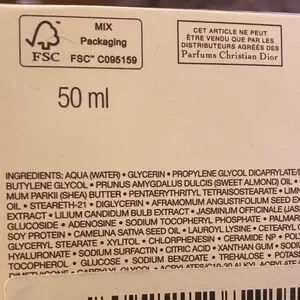 FSC
MIX
Packaging
FSC™ C095159
CET ARTICLE NE PEUT
ÊTRE VENDU QUE PAR LES
DISTRIBUTEURS AGRÉÉS DES
Parfums Christian Dior
50 ml
INGREDIENTS: AQUA (WATER) • GLYCERIN • PROPYLENE GLYCOL DICAPRYLATE/
BUTYLENE GLYCOL • PRUNUS AMYGDALUS DULCIS (SWEET ALMOND) OIL •
MUM PARKII (SHEA) BUTTER • PENTAERYTHRITYL TETRAISOSTEARATE •
OIL • STEARETH-21 • DIGLYCERIN • AFRAMOMUM ANGUSTIFOLIUM SEED
EXTRACT • LILIUM CANDIDUM BULB EXTRACT • JASMINUM OFFICINALE
GLUCOSIDE • ADENOSINE • SODIUM TOCOPHERYL PHOSPHATE •
SOY PROTEIN • CAMELINA SATIVA SEED OIL • LAUROYL LYSINE •
GLYCERYL STEARATE • XYLITOL • CHLORPHENESIN • CERAMIDE
HYALURONATE • SODIUM SURFACTIN • CITRIC ACID • XANTHAN GUM •
TOCOPHEROL • GLUCOSE • SODIUM BENZOATE • TREHALOSE •